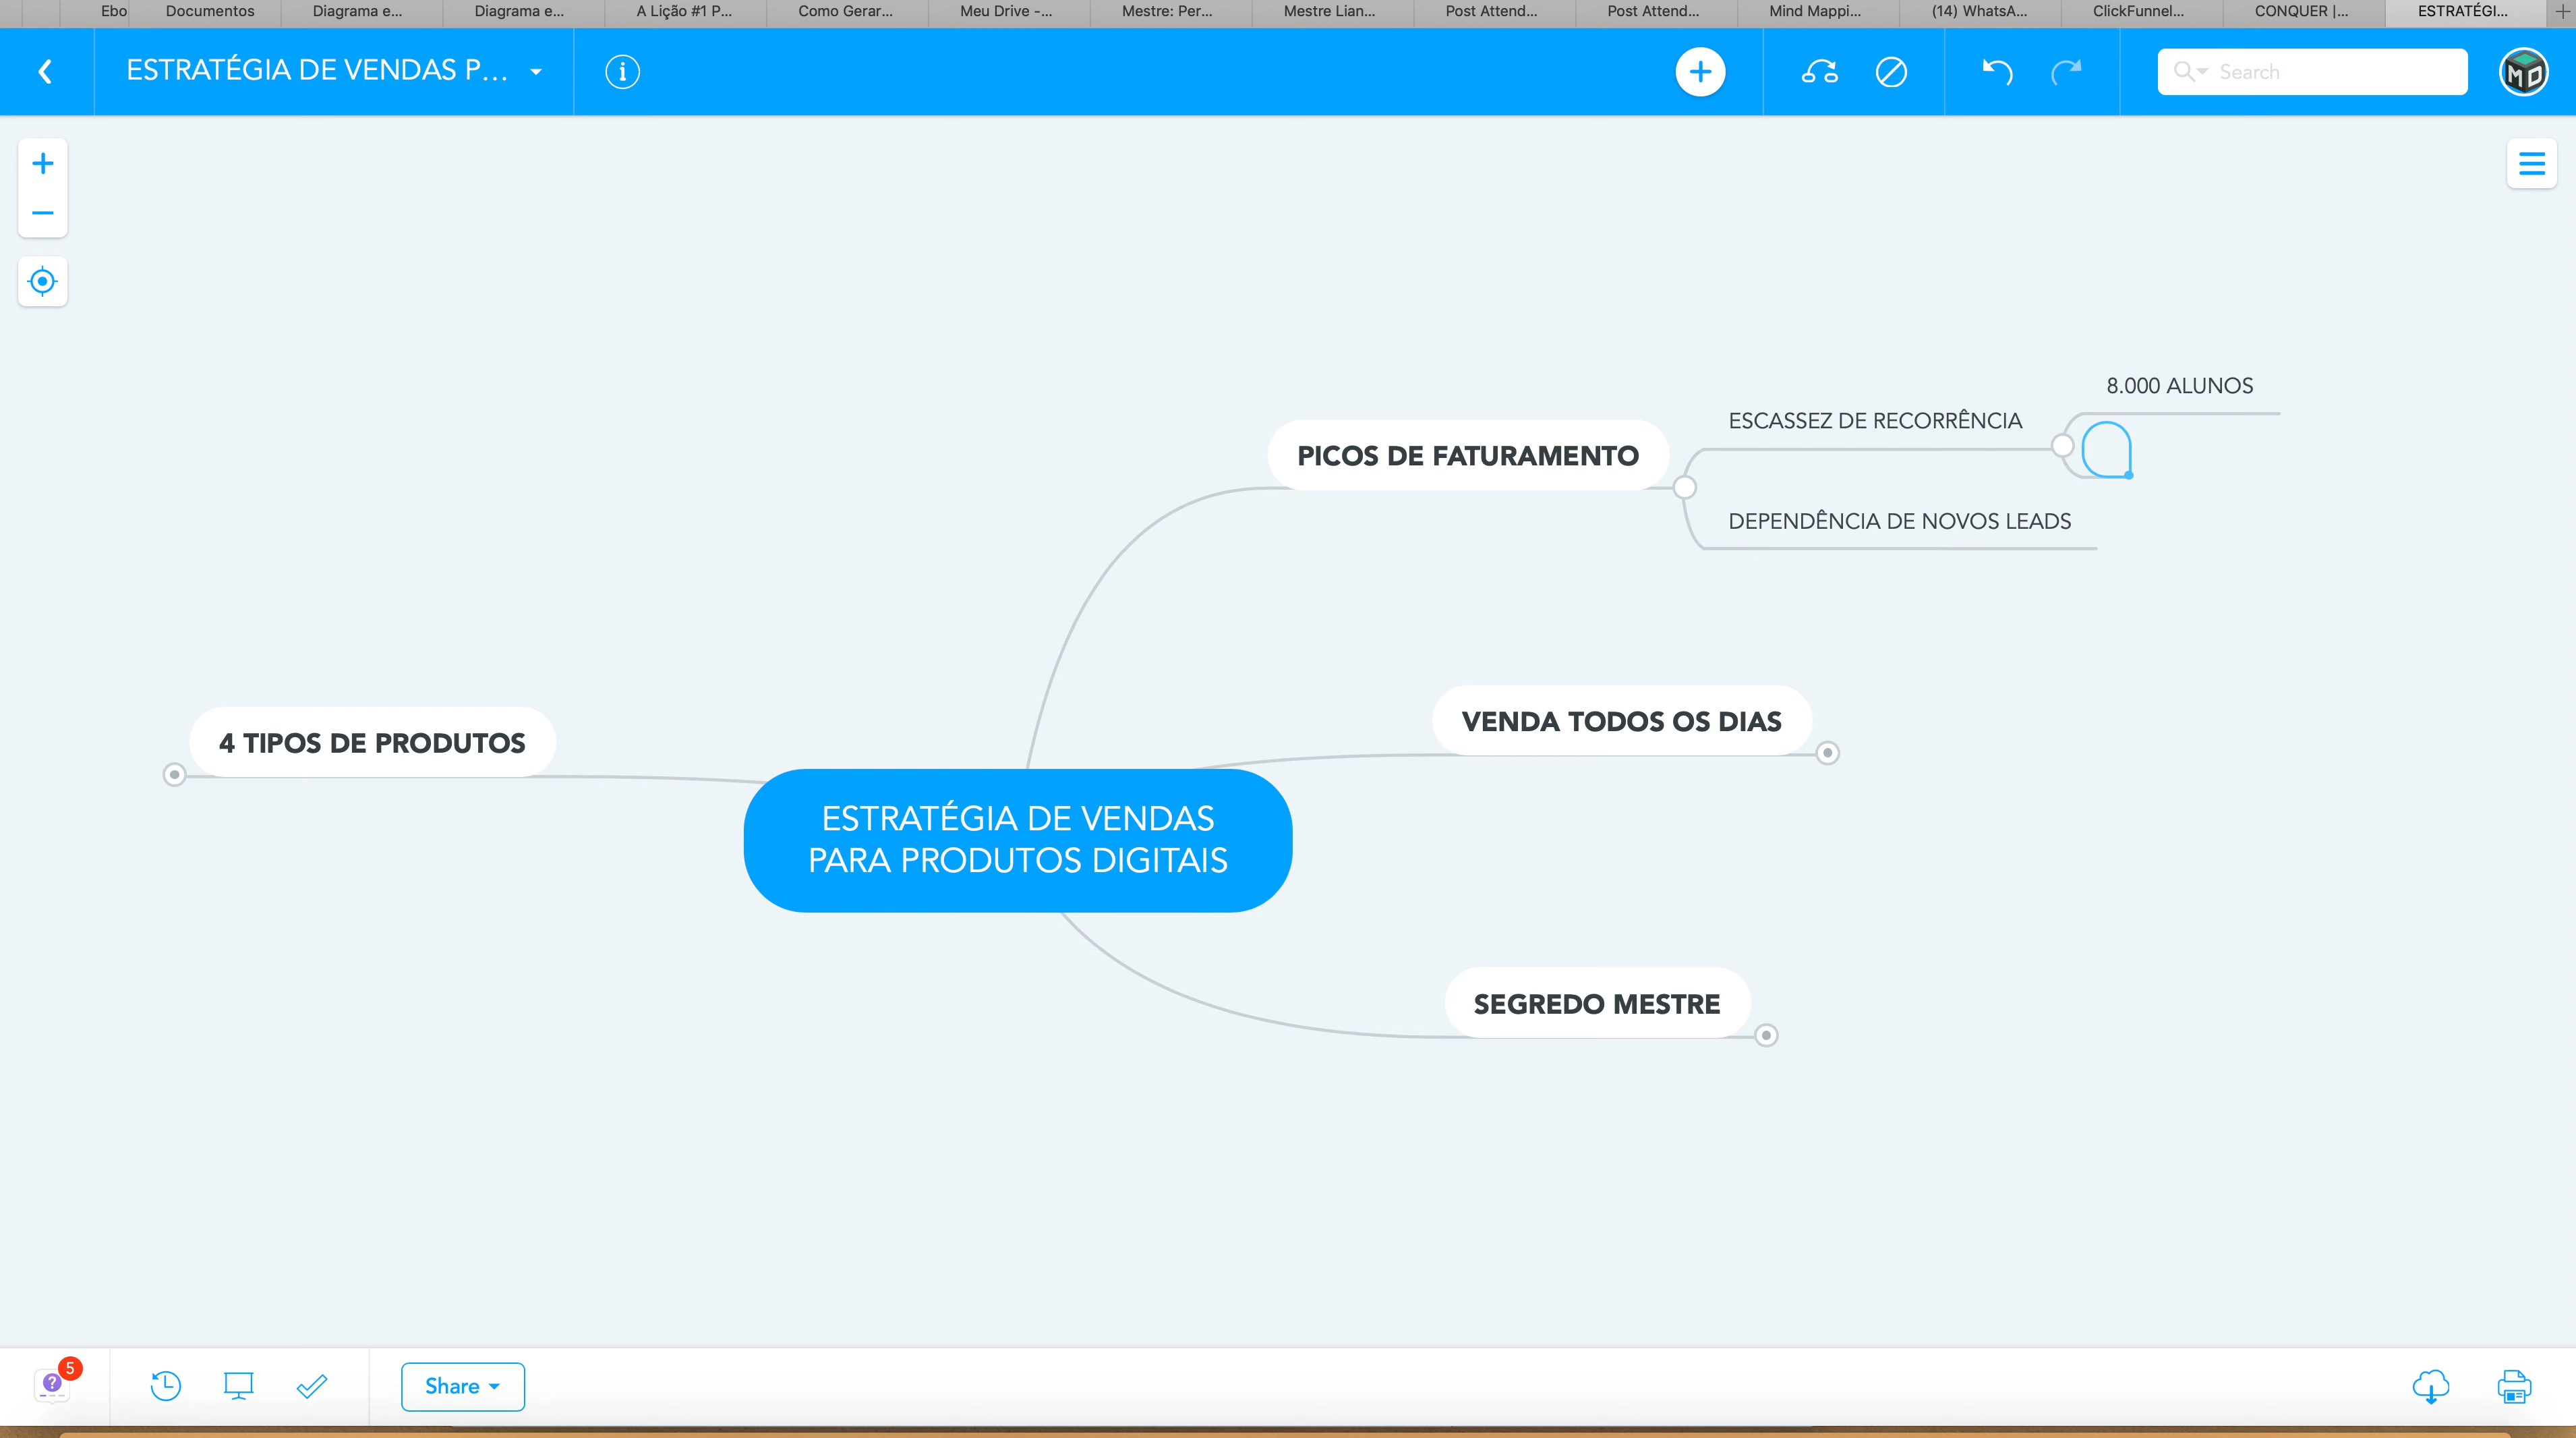 Ebo
Documentos
Diagrama e...
Diagrama e...
A Lição #1 P...
Como Gerar...
Meu Drive -...
Mestre: Per...
Mestre Lian...
Post Attend...
Post Attend...
Mind Mappi...
(14) WhatsA...
ClickFunnel...
CONQUER |...
ESTRATÉGI...
ESTRATÉGIA DE VENDAS P...
Search
MD
8.000 ALUNOS
ESCASSEZ DE RECORRÊNCIA
PICOS DE FATURAMENTO
DEPENDÊNCIA DE NOVOS LEADS
VENDA TODOS OS DIAS
4 TIPOS DE PRODUTOS
ESTRATÉGIA DE VENDAS
PARA PRODUTOS DIGITAIS
SEGREDO MESTRE
5
Share